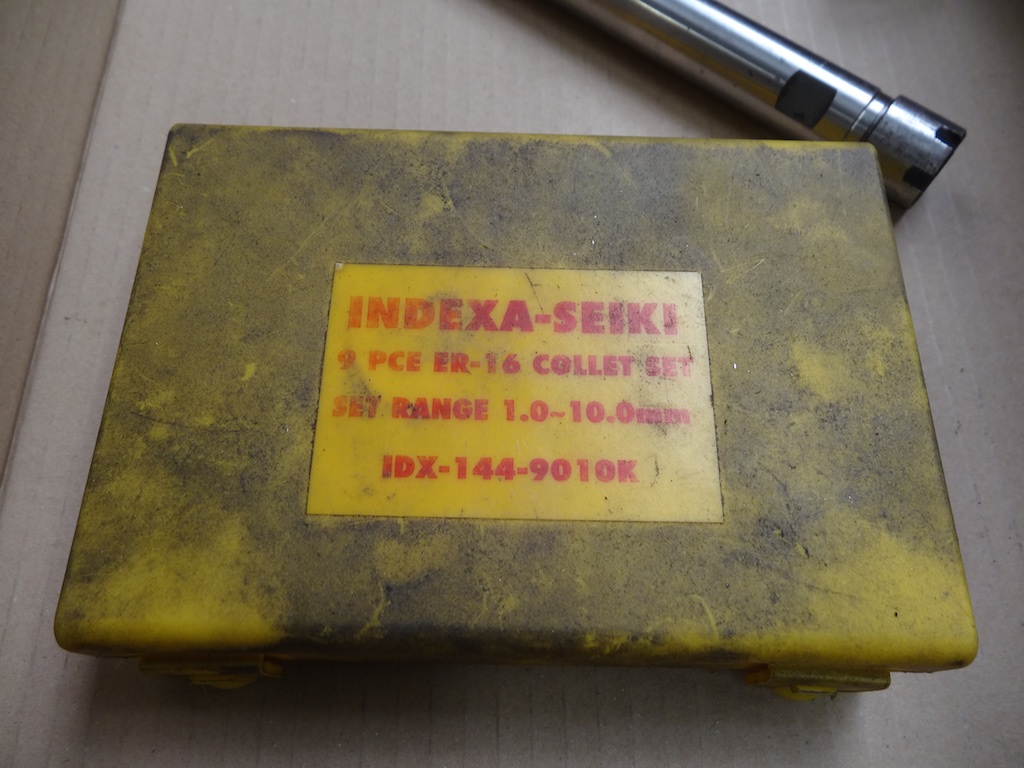 INDEXA-SEIKI
9 PCE ER-16 COLLET SET
SET RANGE 1.0~10.0mm
IDX-144-9010K